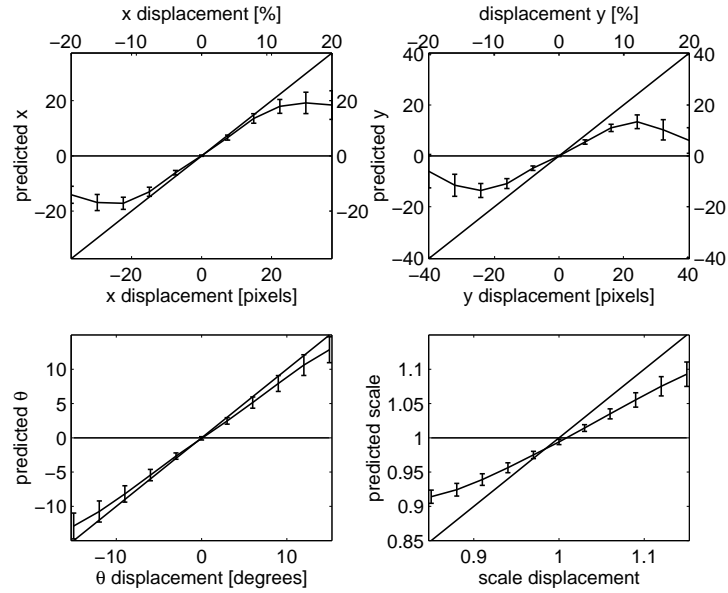 x displacement [%]
−20 −10 0 10 20
20
0
−20
predicted x
20
0
−20
−20 0 20
x displacement [pixels]
displacement y [%]
−20 −10 0 10 20
40
20
0
−20
−40
predicted y
40
20
0
−20
−40
−40 −20 0 20 40
y displacement [pixels]
10
5
0
−5
−10
predicted θ
−10 0 10
θ displacement [degrees]
1.1
1.05
1
0.95
0.9
0.85
predicted scale
0.9 1 1.1
scale displacement